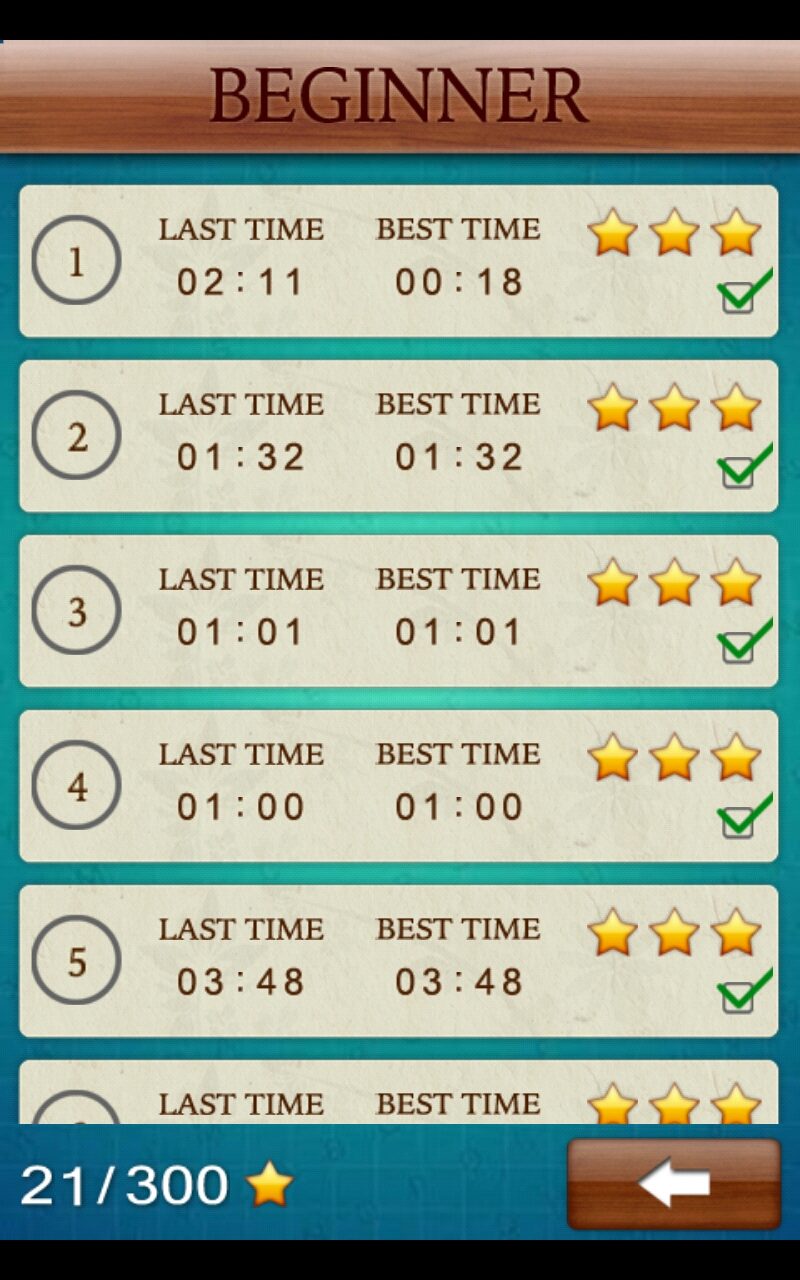 BEGINNER
1 LAST TIME BEST TIME
02:11 00:18
2 LAST TIME BEST TIME
01:32 01:32
3 LAST TIME BEST TIME
01:01 01:01
4 LAST TIME BEST TIME
01:00 01:00
5 LAST TIME BEST TIME
03:48 03:48
LAST TIME BEST TIME
21/300